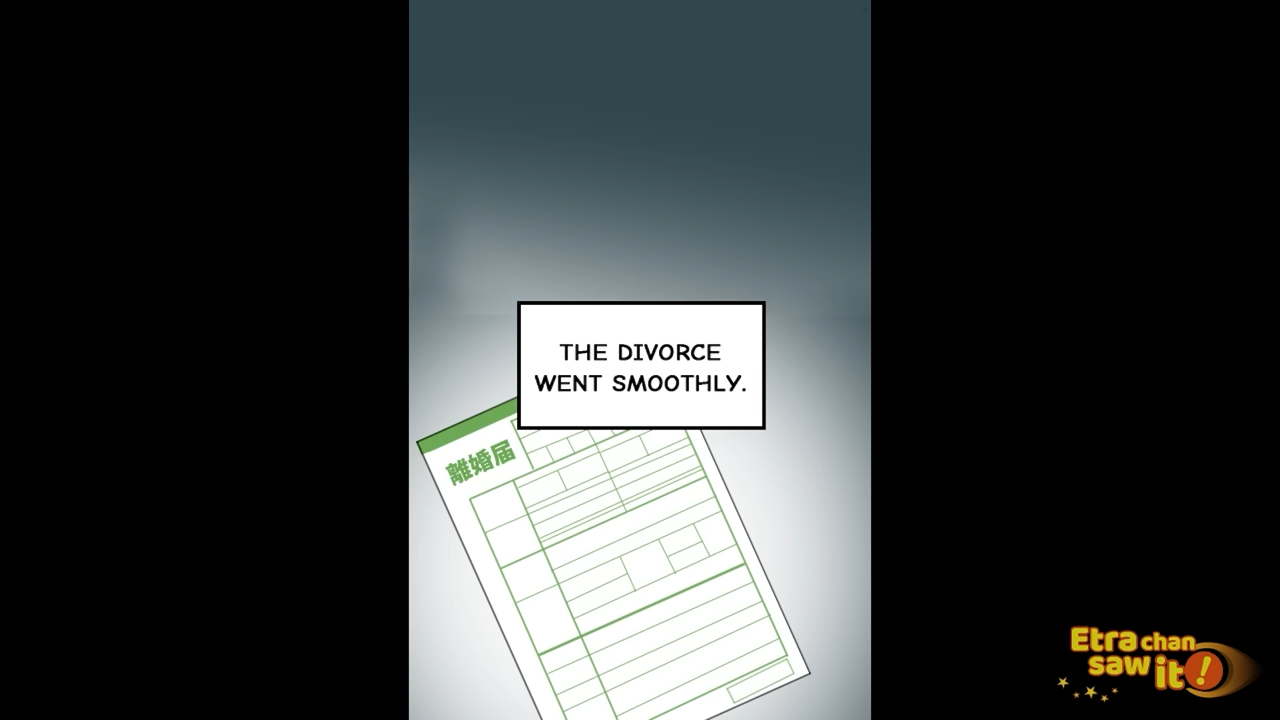 THE DIVORCE
WENT SMOOTHLY.
離婚届
Etra chan
saw it!